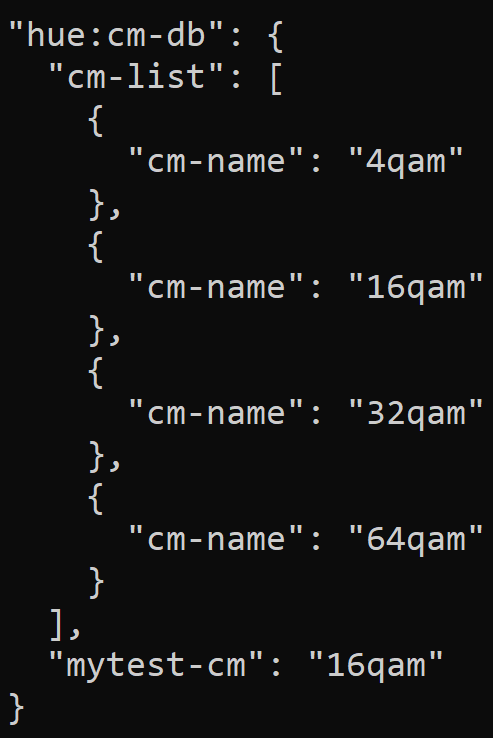 "hue:cm-db": {
  "cm-list": [
    {
      "cm-name": "4qam"
    },
    {
      "cm-name": "16qam"
    },
    {
      "cm-name": "32qam"
    },
    {
      "cm-name": "64qam"
    }
  ],
  "mytest-cm": "16qam"
}